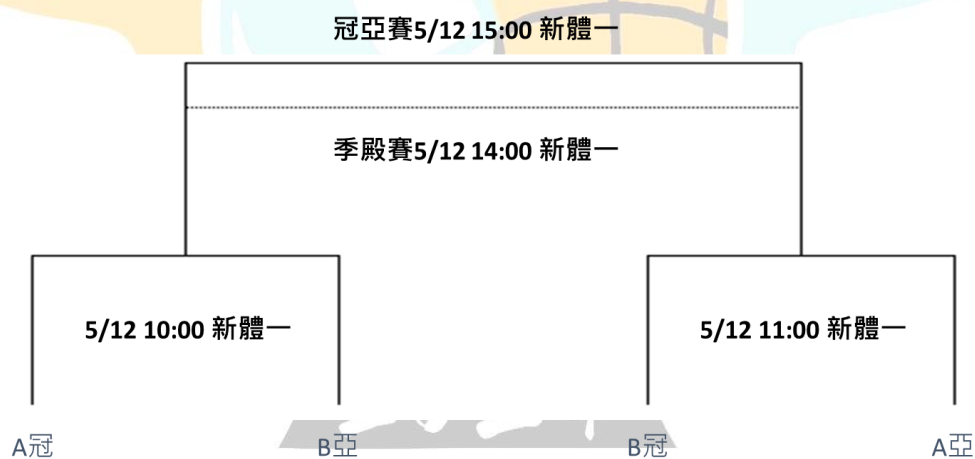 冠亞賽5/12 15:00 新體一
季殿賽5/12 14:00 新體一
5/12 10:00 新體一
5/12 11:00 新體一
A冠
B亞
B冠
A亞